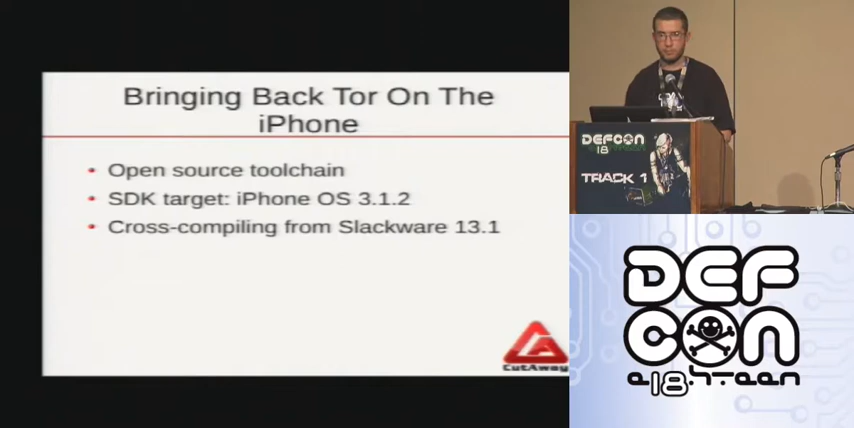 Bringing Back Tor On The
iPhone
• Open source toolchain
• SDK target: iPhone OS 3.1.2
• Cross-compiling from Slackware 13.1
CutAway
DEFCON
18
TRACK 1
DEF
CON
e18hteen